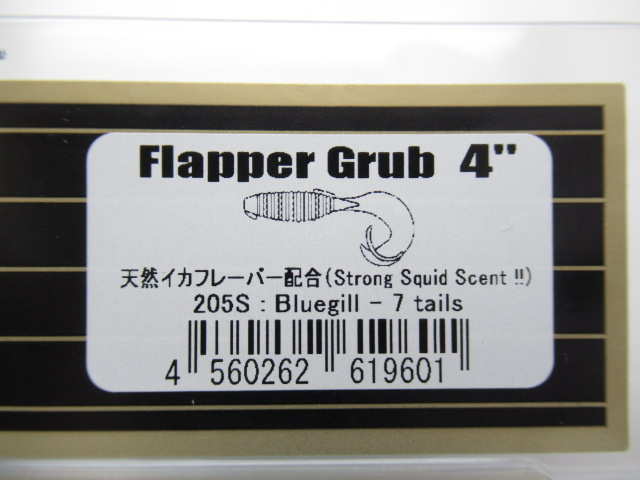 Flapper Grub 4"
天然イカフレーバー配合(Strong Squid Scent !!)
205S : Bluegill - 7 tails
4 560262 619601